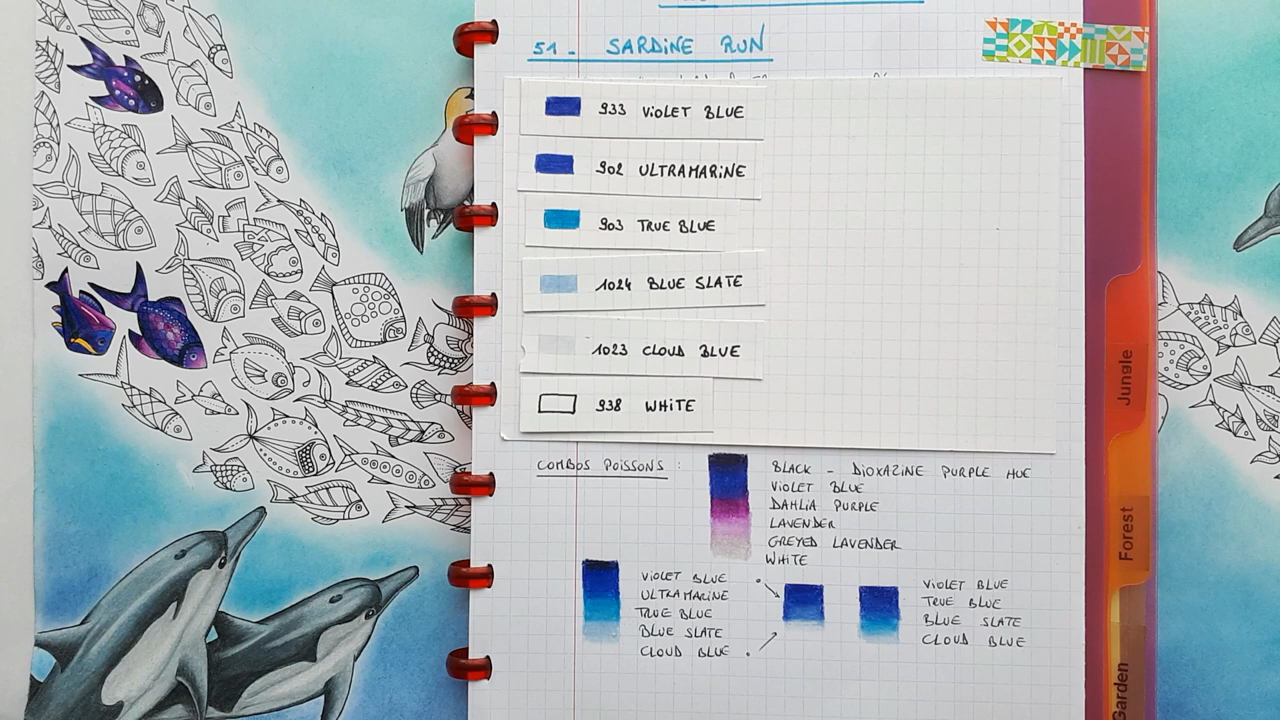 51- SARDINE RUN
933 ViOLET BLUE
902 ULTRAMARiNE
903 TRUE BLUE
1024 BLUE SLATE
1023 CLOUD BLUE
938 WHiTE
COMBOS POISSONS :
BLACK - DiOXAZiNE PURPLE HUE
ViOLET BLUE
DAHLiA PURPLE
LAVENDER
GREYED LAVENDER
WHiTE
ViOLET BLUE
ULTRAMARiNE
TRUE BLUE
BLUE SLATE
CLOUD BLUE
ViOLET BLUE
TRUE BLUE
BLUE SLATE
CLOUD BLUE
Jungle
Forest
Garden